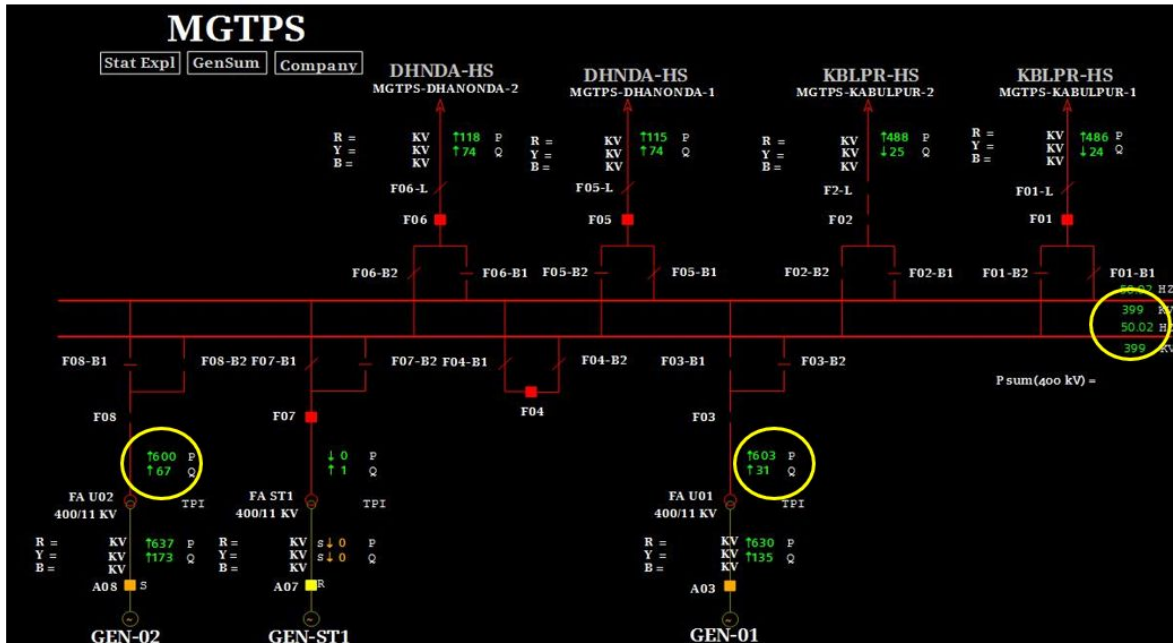 MGTPS
Stat Expl GenSum Company
DHNDA-HS
MGTPS-DHANONDA-2
R = KV ↑118 P
Y = KV ↑74 Q
B = KV
F06-L
F06
F06-B2 F06-B1
DHNDA-HS
MGTPS-DHANONDA-1
R = KV ↑115 P
Y = KV ↑74 Q
B = KV
F05-L
F05
F05-B2 F05-B1
KBLPR-HS
MGTPS-KABULPUR-2
R = KV ↑488 P
Y = KV ↓25 Q
B = KV
F2-L
F02
F02-B2 F02-B1
KBLPR-HS
MGTPS-KABULPUR-1
R = KV ↑486 P
Y = KV ↓24 Q
B = KV
F01-L
F01
F01-B2 F01-B1
50.02 HZ
399 KV
50.02 HZ
399 KV
P sum(400 kV) =
F08-B1 F08-B2
F08
↑600 P
↑67 Q
FA U02 TPI
400/11 KV
R = KV ↑637 P
Y = KV ↑173 Q
B = KV
A08 S
GEN-02
F07-B1 F07-B2
F07
↓0 P
↑1 Q
FA ST1 TPI
400/11 KV
R = KV S↓0 P
Y = KV S↓0 Q
B = KV
A07 R
GEN-ST1
F04-B1 F04-B2
F04
F03-B1 F03-B2
F03
↑603 P
↑31 Q
FA U01 TPI
400/11 KV
R = KV ↑630 P
Y = KV ↑135 Q
B = KV
A03
GEN-01